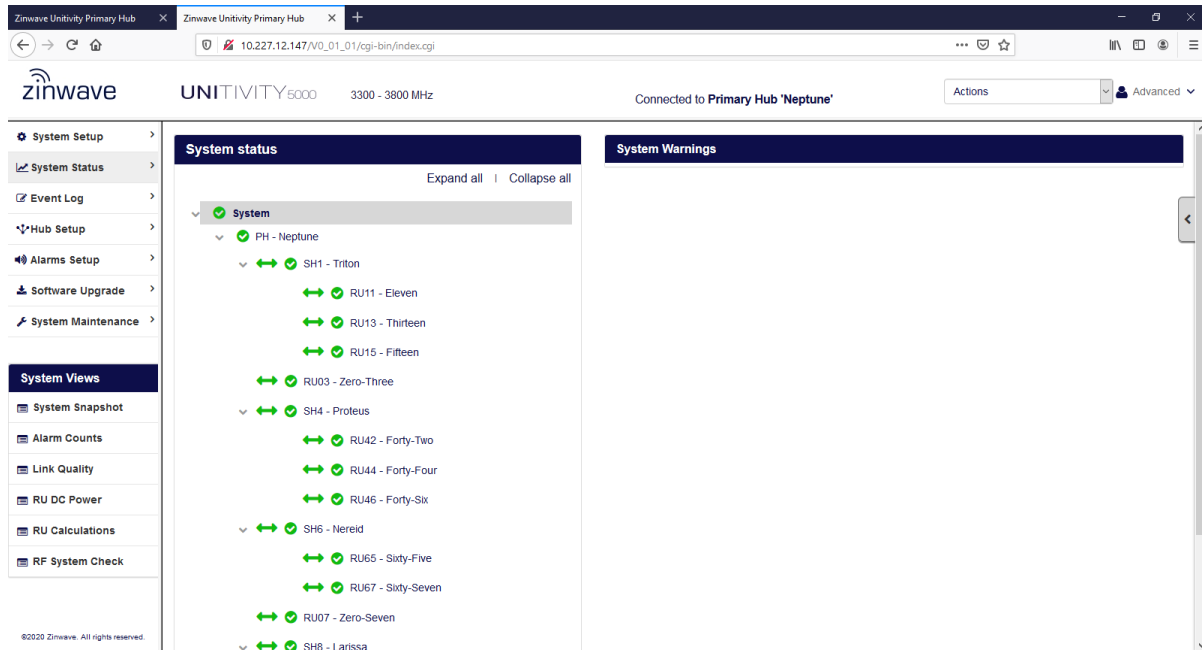 Zinwave Unitivity Primary Hub
Zinwave Unitivity Primary Hub
10.227.12.147/V0_01_01/cgi-bin/index.cgi
zinwave
UNITIVITY5000
3300 - 3800 MHz
Connected to Primary Hub 'Neptune'
Actions
Advanced
System Setup
System Status
Event Log
Hub Setup
Alarms Setup
Software Upgrade
System Maintenance
System Views
System Snapshot
Alarm Counts
Link Quality
RU DC Power
RU Calculations
RF System Check
©2020 Zinwave. All rights reserved.
System status
Expand all | Collapse all
System
PH - Neptune
SH1 - Triton
RU11 - Eleven
RU13 - Thirteen
RU15 - Fifteen
RU03 - Zero-Three
SH4 - Proteus
RU42 - Forty-Two
RU44 - Forty-Four
RU46 - Forty-Six
SH6 - Nereid
RU65 - Sixty-Five
RU67 - Sixty-Seven
RU07 - Zero-Seven
SH8 - Larissa
System Warnings